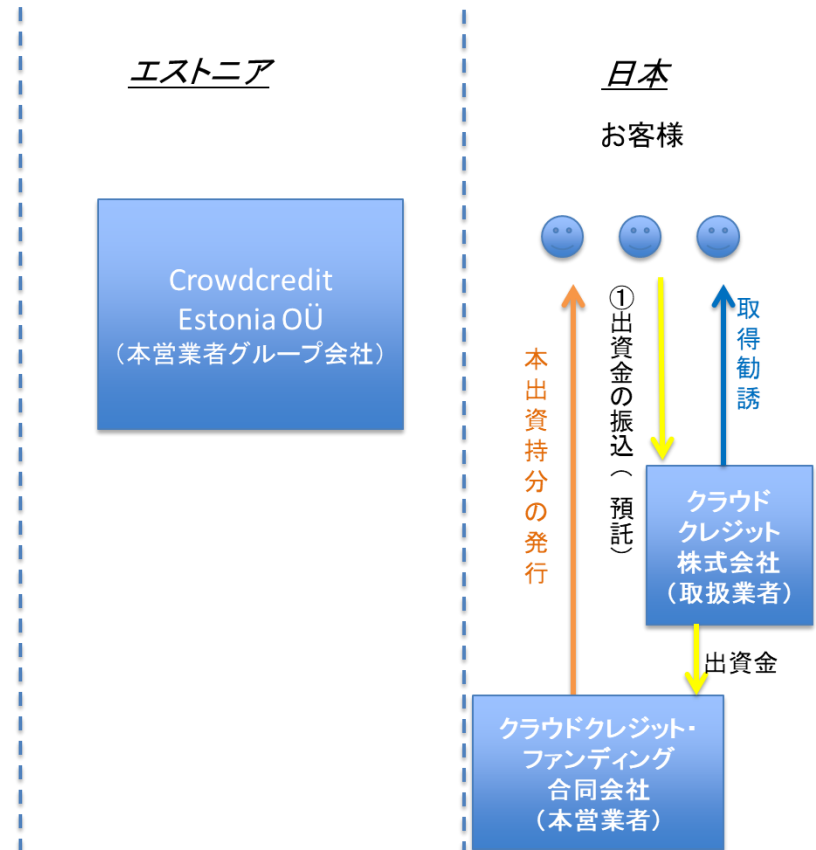 エストニア
日本
お客様
Crowdcredit
Estonia OÜ
（本営業者グループ会社）
本出資持分の発行
①出資金の振込（預託）
取得勧誘
クラウド
クレジット
株式会社
（取扱業者）
出資金
クラウドクレジット・
ファンディング
合同会社
（本営業者）